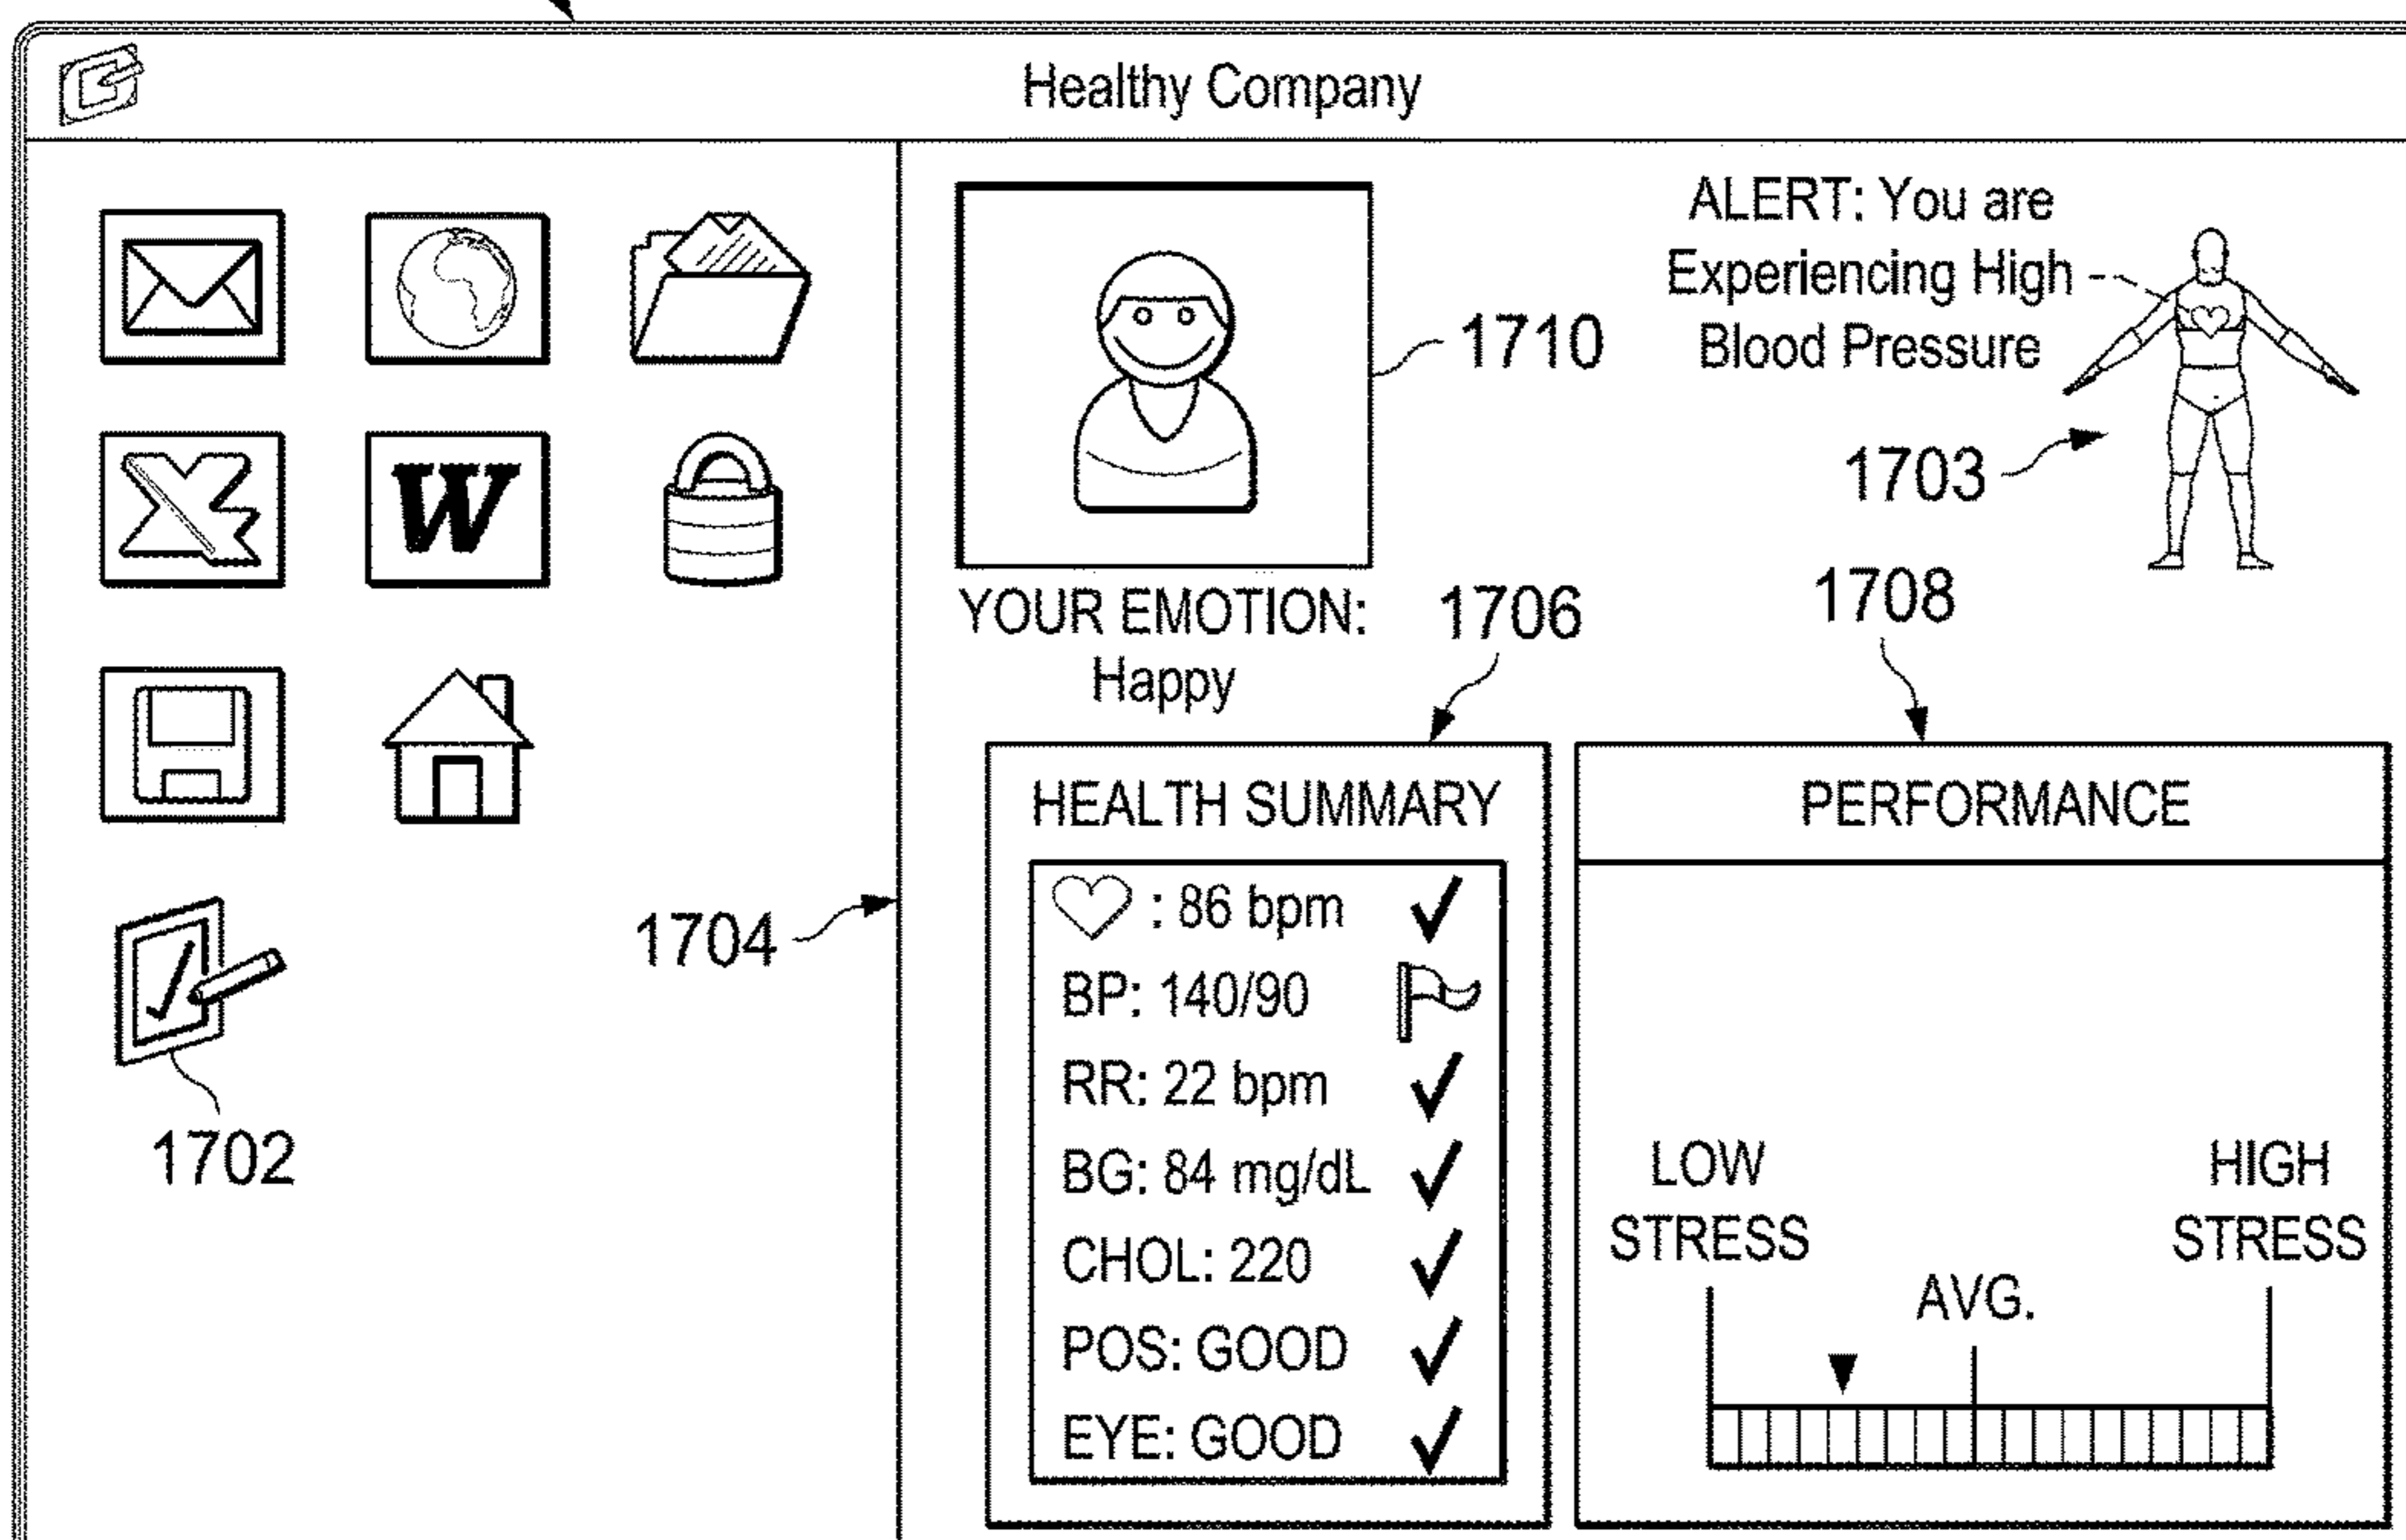 Healthy Company
ALERT: You are
Experiencing High
Blood Pressure
1710
1703
W
YOUR EMOTION:
Happy
1706
1708
HEALTH SUMMARY
: 86 bpm
BP: 140/90
RR: 22 bpm
BG: 84 mg/dL
CHOL: 220
POS: GOOD
EYE: GOOD
PERFORMANCE
LOW
STRESS
HIGH
STRESS
AVG.
1704
1702